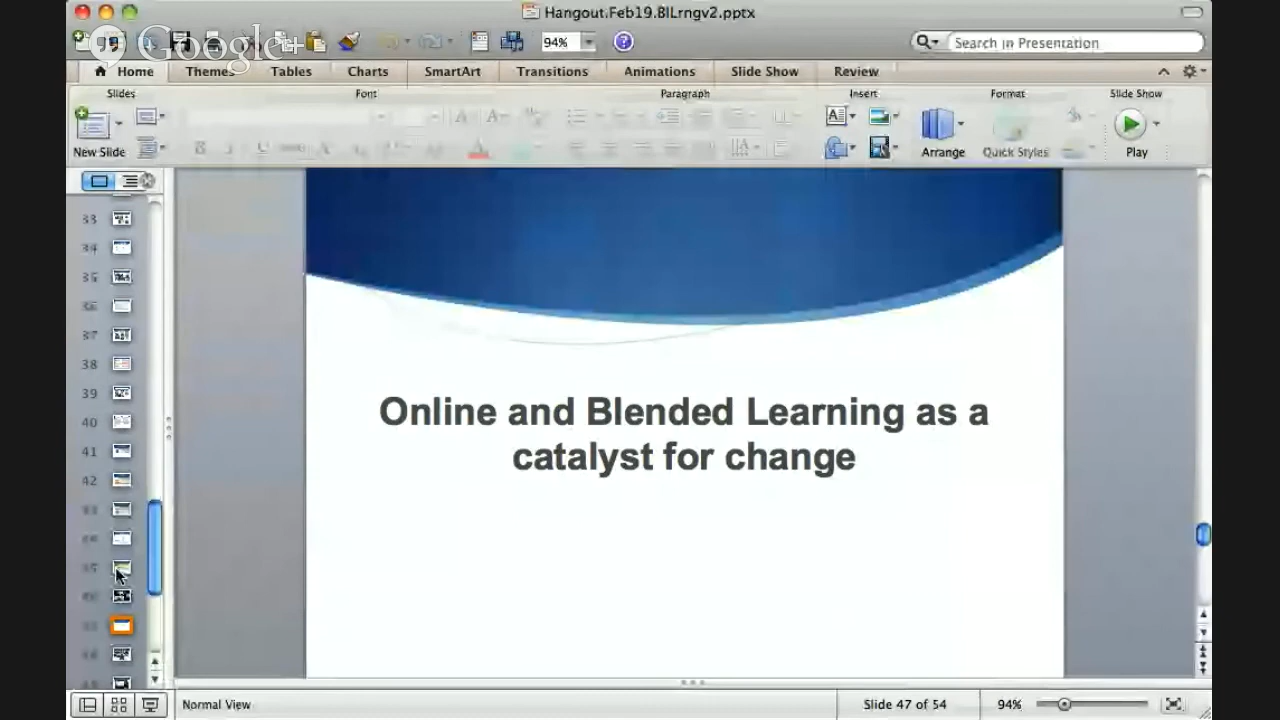 Hangout.Feb19.BlLrngv2.pptx
Google+
94%
Search in Presentation
Home Themes Tables Charts SmartArt Transitions Animations Slide Show Review
Slides Font Paragraph Insert Format Slide Show
New Slide Arrange Quick Styles Play
33
34
35
36
37
38
39
40
41
42
Online and Blended Learning as a
catalyst for change
Normal View Slide 47 of 54 94%